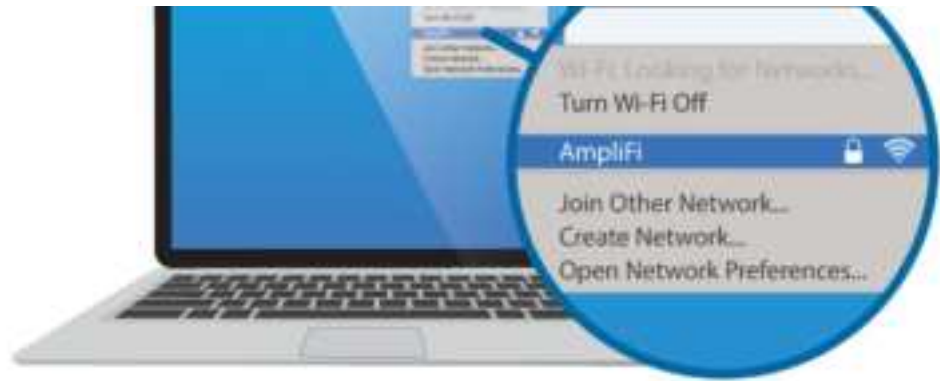 Wi-Fi: Looking for Networks...
Turn Wi-Fi Off
AmpliFi
Join Other Network...
Create Network...
Open Network Preferences...